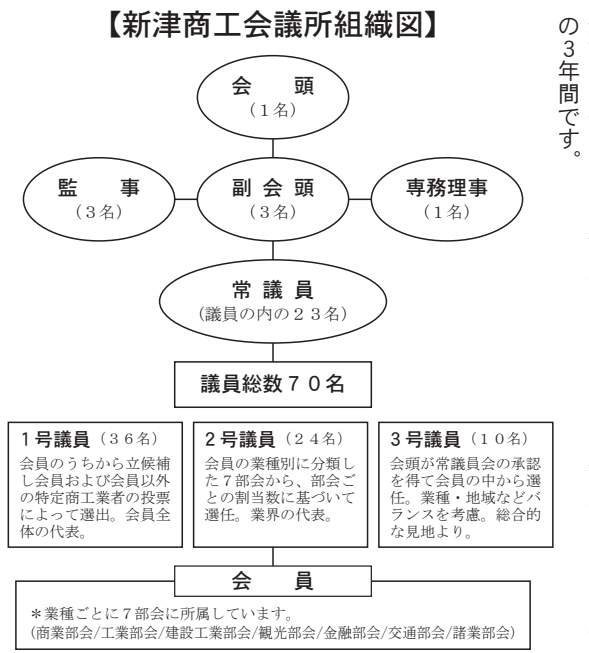 の3年間です。
【新津商工会議所組織図】
会　頭
（1名）
監　事
（3名）
副 会 頭
（3名）
専務理事
（1名）
常 議 員
（議員の内の２３名）
議員総数７０名
1号議員（３６名）
会員のうちから立候補
し会員および会員以外
の特定商工業者の投票
によって選出。会員全
体の代表。
2号議員（２４名）
会員の業種別に分類し
た７部会から、部会ご
との割当数に基づいて
選任。業界の代表。
3号議員（１０名）
会頭が常議員会の承認
を得て会員の中から選
任。業種・地域などバ
ランスを考慮。総合的
な見地より。
会　員
＊業種ごとに７部会に所属しています。
（商業部会/工業部会/建設工業部会/観光部会/金融部会/交通部会/諸業部会）